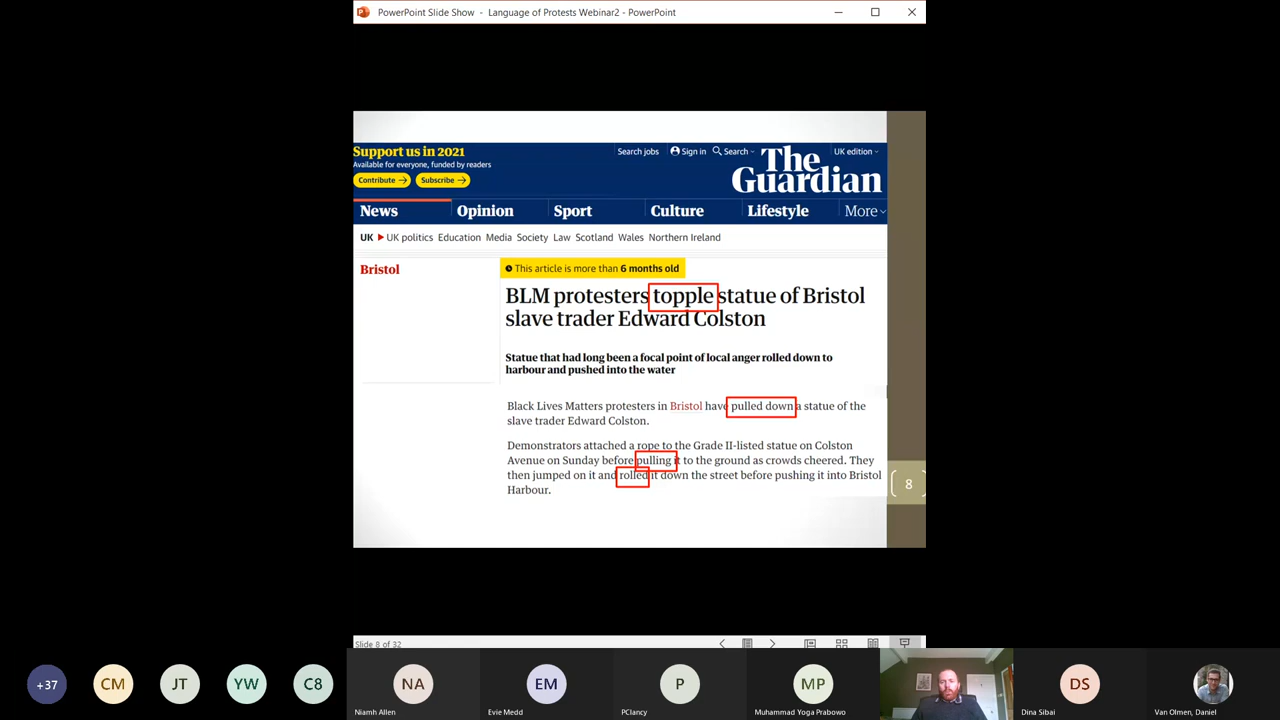 PowerPoint Slide Show - Language of Protests Webinar2 - PowerPoint
Support us in 2021
Available for everyone, funded by readers
Contribute
Subscribe
Search jobs
Sign in
Search
UK edition
The
Guardian
News
Opinion
Sport
Culture
Lifestyle
More
UK UK politics Education Media Society Law Scotland Wales Northern Ireland
Bristol
This article is more than 6 months old
BLM protesters topple statue of Bristol
slave trader Edward Colston
Statue that had long been a focal point of local anger rolled down to
harbour and pushed into the water
Black Lives Matters protesters in Bristol have pulled down a statue of the
slave trader Edward Colston.
Demonstrators attached a rope to the Grade II-listed statue on Colston
Avenue on Sunday before pulling it to the ground as crowds cheered. They
then jumped on it and rolled it down the street before pushing it into Bristol
Harbour.
8
Slide 8 of 32
+37
CM
JT
YW
C8
NA
Niamh Allen
EM
Evie Medd
P
PClancy
MP
Muhammad Yoga Prabowo
DS
Dina Sibai
Van Olmen, Daniel